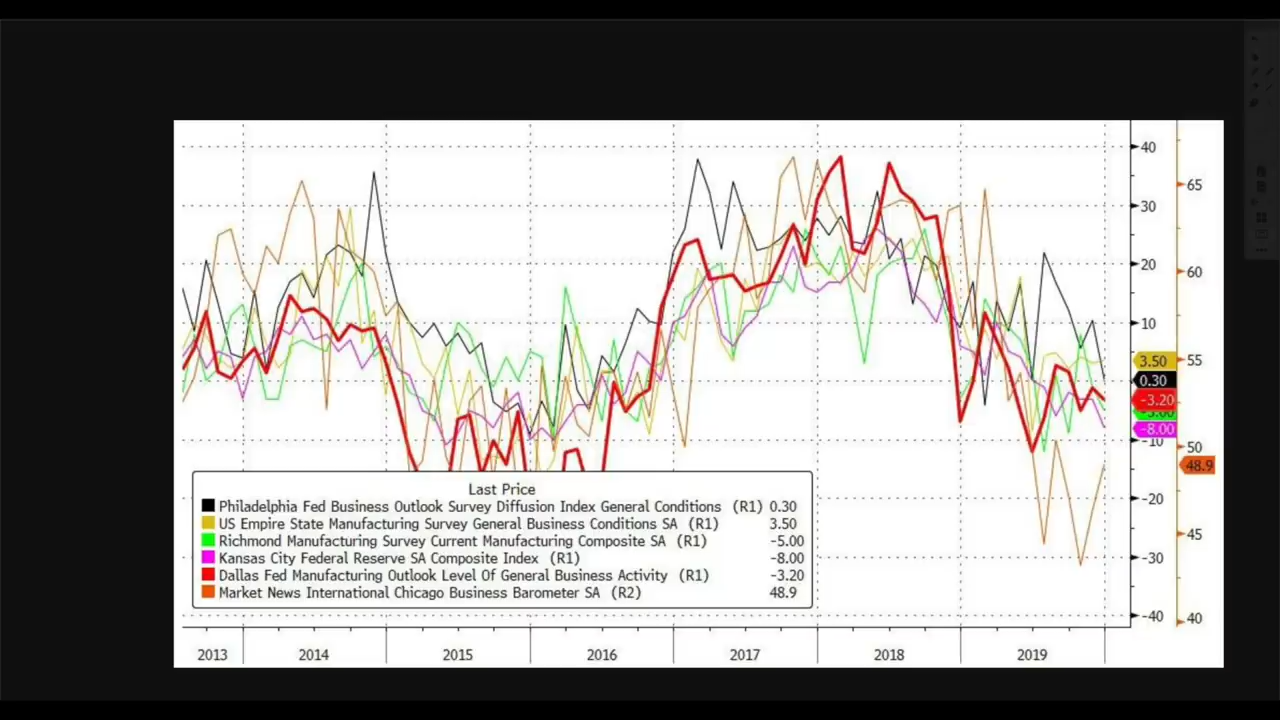 40
65
30
20
60
10
55
3.50
0.30
-3.20
-5.00
-8.00
-10
50
48.9
Last Price
Philadelphia Fed Business Outlook Survey Diffusion Index General Conditions (R1) 0.30
US Empire State Manufacturing Survey General Business Conditions SA (R1) 3.50
-20
Richmond Manufacturing Survey Current Manufacturing Composite SA (R1) -5.00
45
Kansas City Federal Reserve SA Composite Index (R1) -8.00
-30
Dallas Fed Manufacturing Outlook Level Of General Business Activity (R1) -3.20
Market News International Chicago Business Barometer SA (R2) 48.9
-40
40
2013 2014 2015 2016 2017 2018 2019